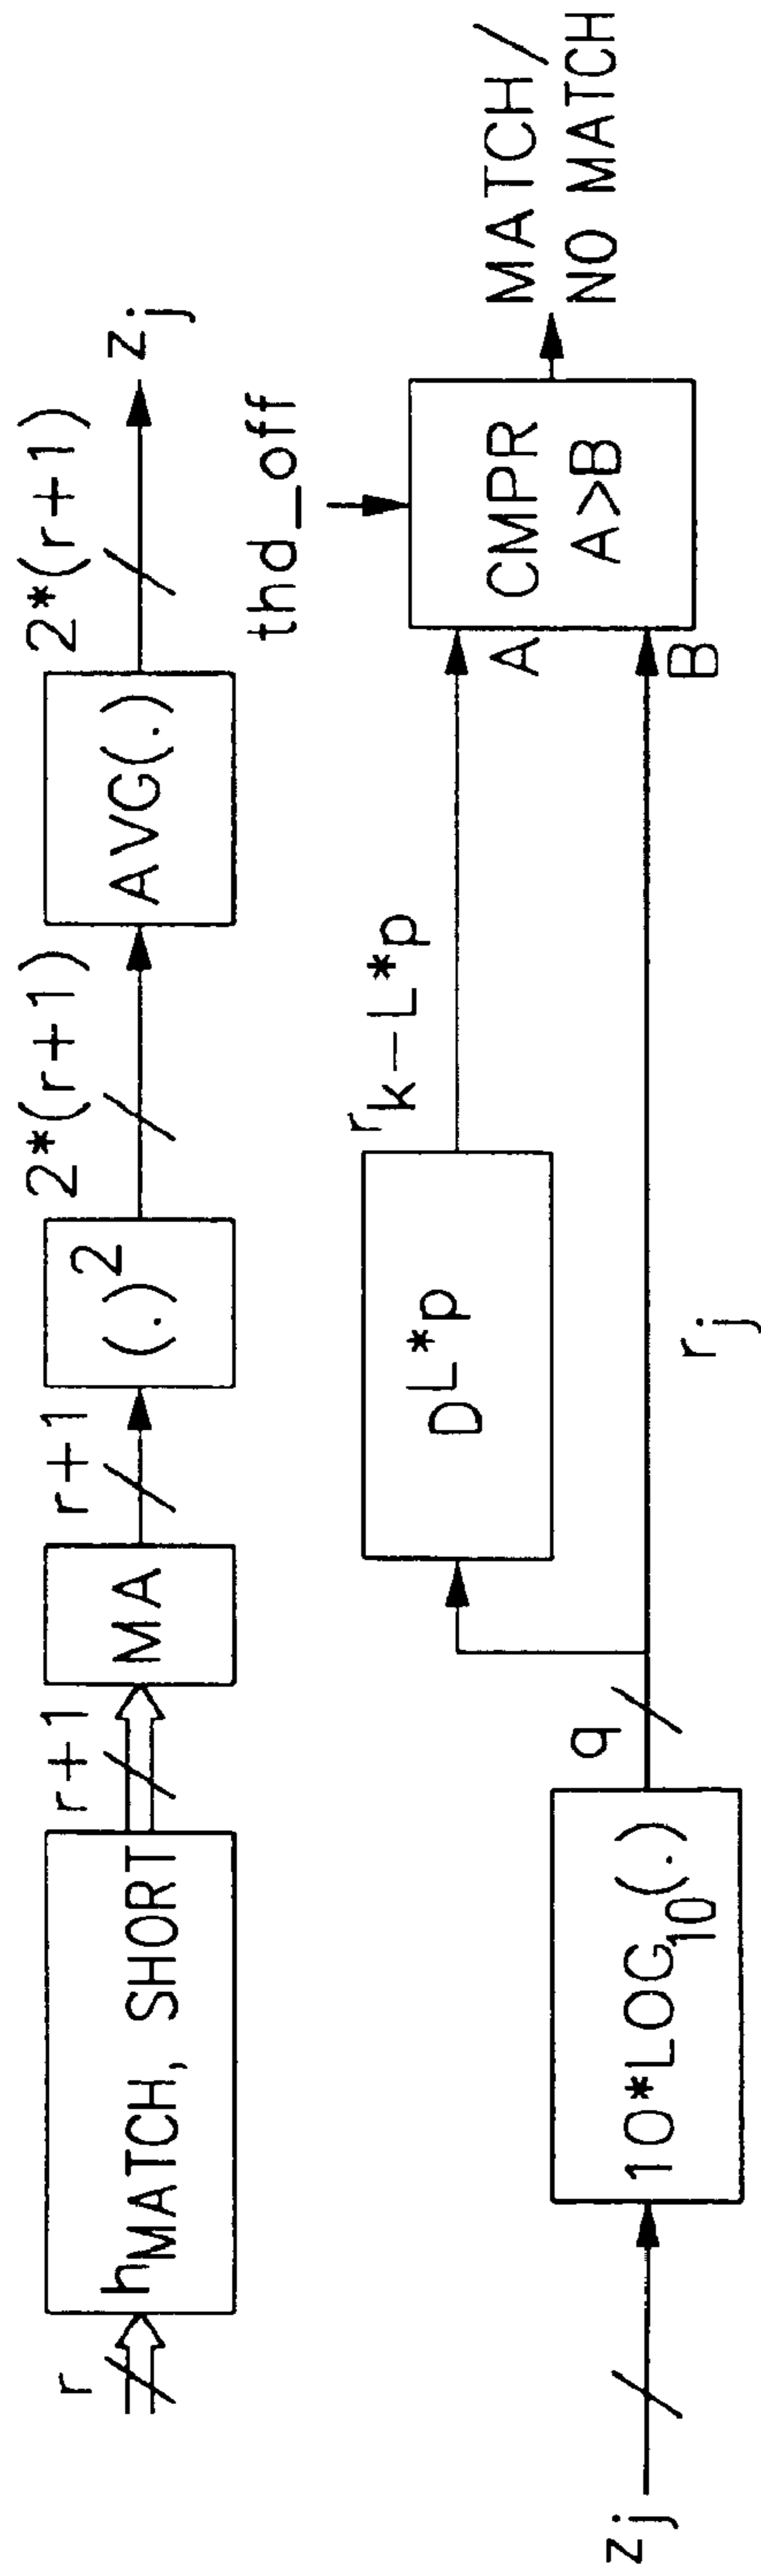 r
h_MATCH, SHORT
r+1
MA
r+1
(.)²
2*(r+1)
AVG(.)
2*(r+1)
z_j
z_j
10*LOG₁₀(.)
q
D^L*p
r_k-L*p
r_j
thd_off
A
B
CMPR
A>B
MATCH/
NO MATCH